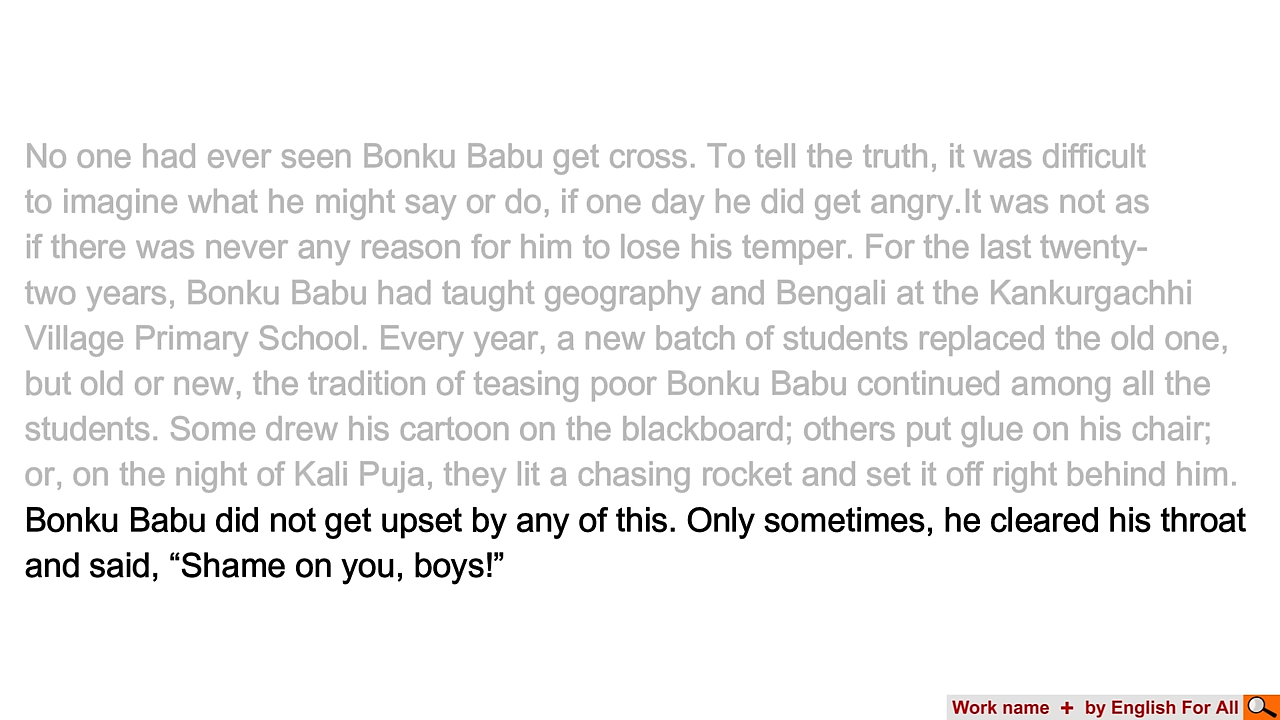 No one had ever seen Bonku Babu get cross. To tell the truth, it was difficult
to imagine what he might say or do, if one day he did get angry.It was not as
if there was never any reason for him to lose his temper. For the last twenty-
two years, Bonku Babu had taught geography and Bengali at the Kankurgachhi
Village Primary School. Every year, a new batch of students replaced the old one,
but old or new, the tradition of teasing poor Bonku Babu continued among all the
students. Some drew his cartoon on the blackboard; others put glue on his chair;
or, on the night of Kali Puja, they lit a chasing rocket and set it off right behind him.
Bonku Babu did not get upset by any of this. Only sometimes, he cleared his throat
and said, “Shame on you, boys!”
Work name + by English For All